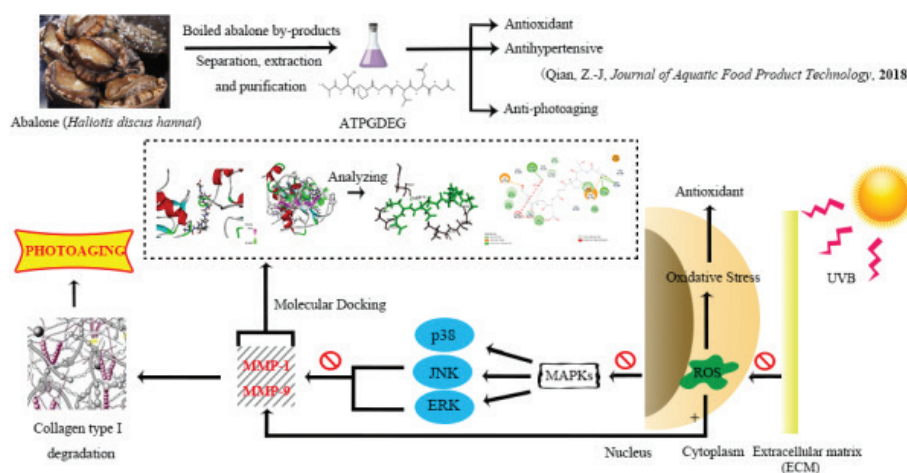 Boiled abalone by-products
Separation, extraction
and purification
Abalone (Haliotis discus hannai)
ATPGDEG
Antioxidant
Antihypertensive
(Qian, Z.-J, Journal of Aquatic Food Product Technology, 2018
Anti-photoaging
Analyzing
Antioxidant
PHOTOAGING
Molecular Docking
Oxidative Stress
UVB
p38
JNK
ERK
MMP-1
MMP-9
MAPKs
ROS
+
Collagen type I
degradation
Nucleus
Cytoplasm
Extracellular matrix
(ECM)